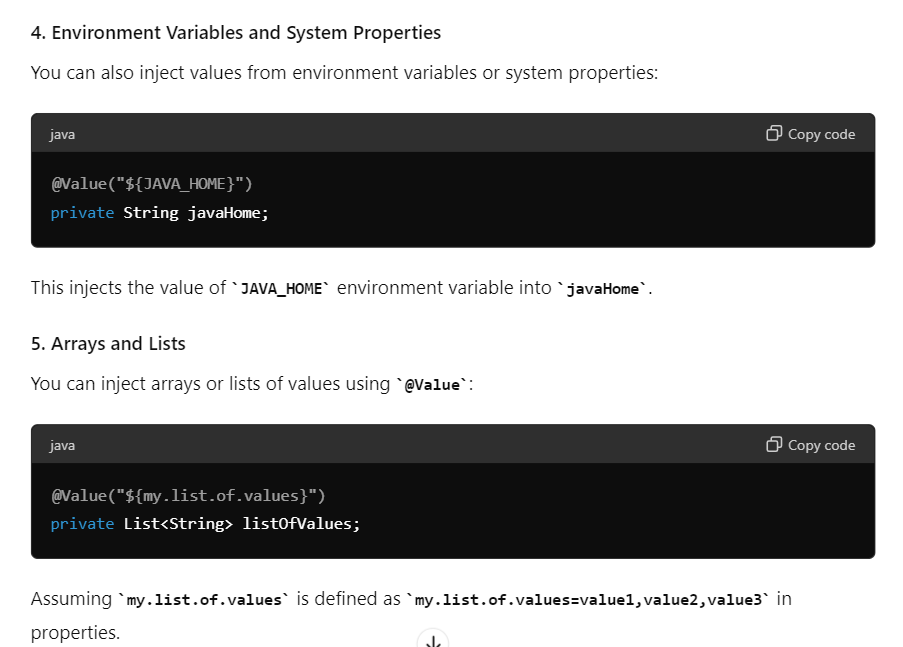 4. Environment Variables and System Properties
You can also inject values from environment variables or system properties:
java Copy code
@Value("${JAVA_HOME}")
private String javaHome;
This injects the value of `JAVA_HOME` environment variable into `javaHome`.
5. Arrays and Lists
You can inject arrays or lists of values using `@Value`:
java Copy code
@Value("${my.list.of.values}")
private List<String> listOfValues;
Assuming `my.list.of.values` is defined as `my.list.of.values=value1,value2,value3` in
properties.